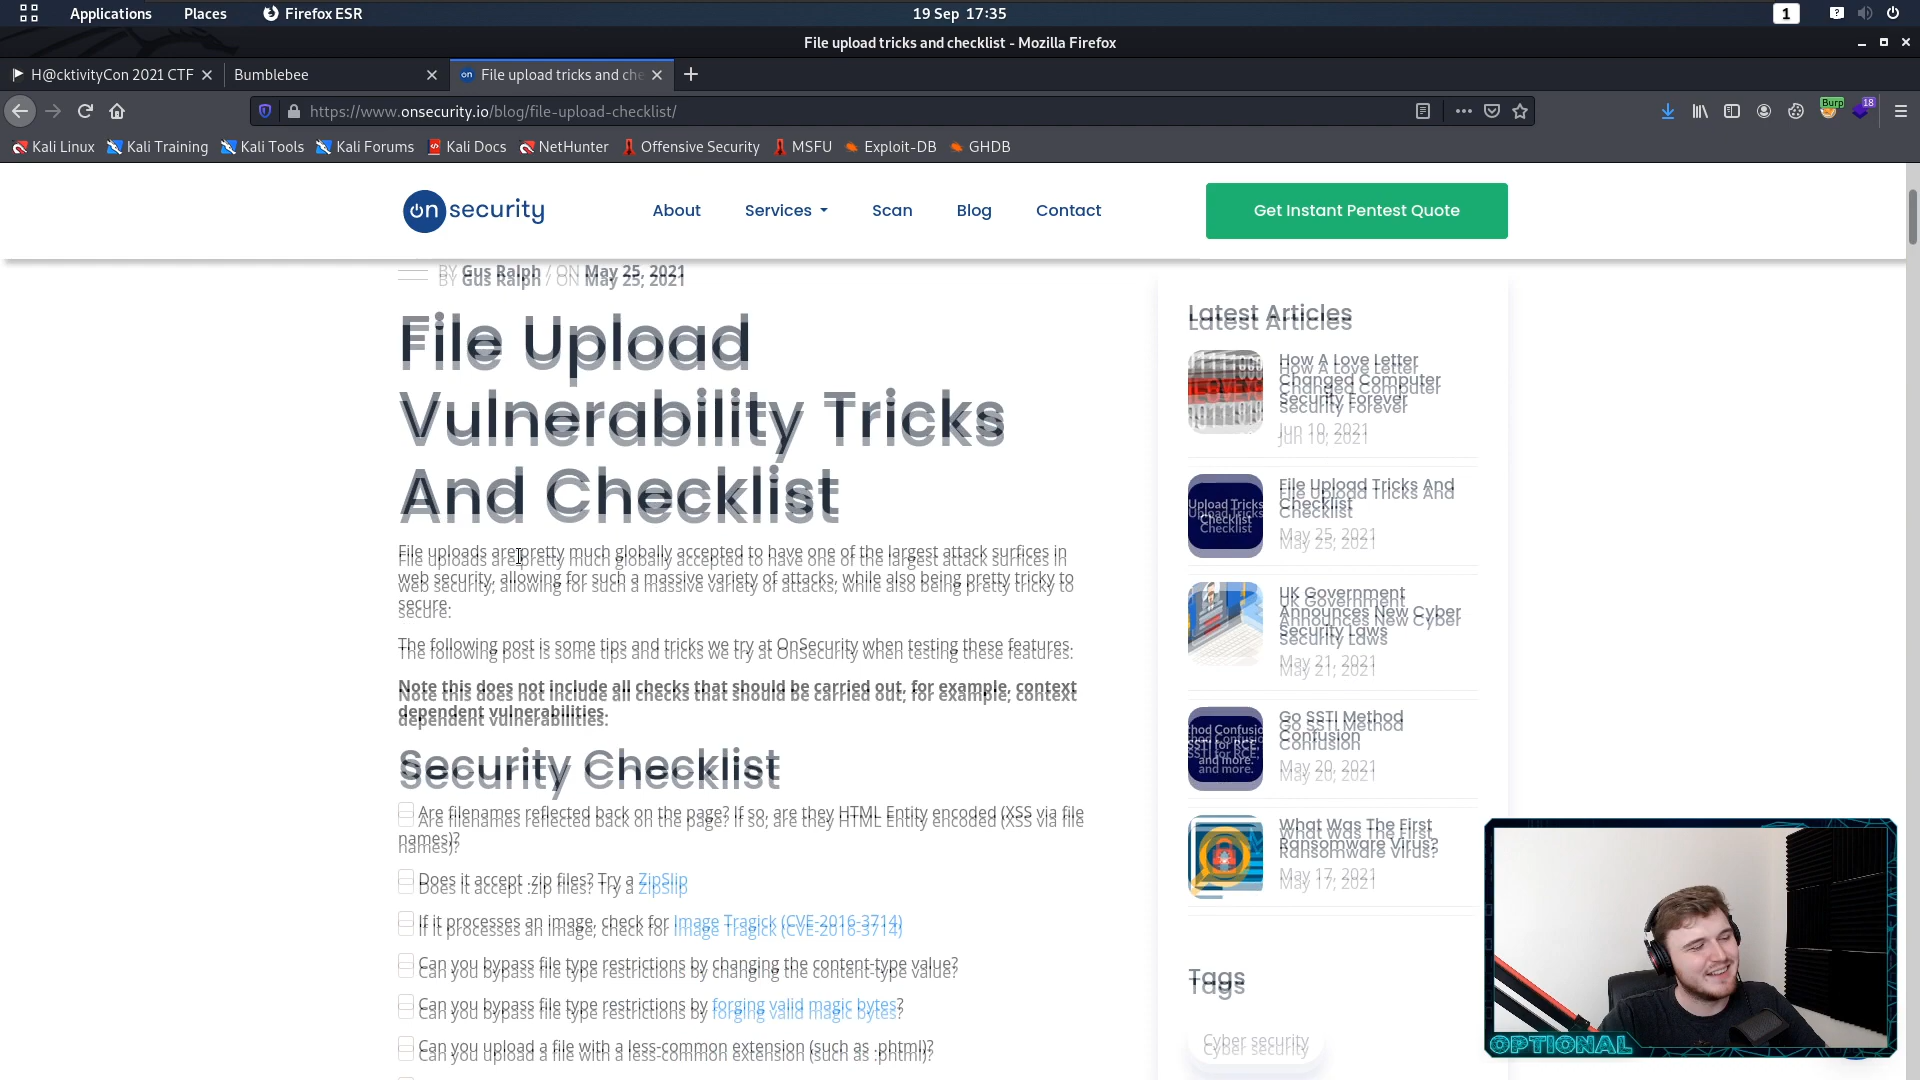 Applications Places Firefox ESR 19 Sep 17:35 1
File upload tricks and checklist - Mozilla Firefox
H@cktivityCon 2021 CTF Bumblebee File upload tricks and che
https://www.onsecurity.io/blog/file-upload-checklist/ Burp 18
Kali Linux Kali Training Kali Tools Kali Forums Kali Docs NetHunter Offensive Security MSFU Exploit-DB GHDB
on security About Services Scan Blog Contact Get Instant Pentest Quote
BY Gus Ralph / ON May 25, 2021
File Upload
Vulnerability Tricks
And Checklist
File uploads are pretty much globally accepted to have one of the largest attack surfices in
web security, allowing for such a massive variety of attacks, while also being pretty tricky to
secure.
The following post is some tips and tricks we try at OnSecurity when testing these features.
Note this does not include all checks that should be carried out, for example, context
dependent vulnerabilities.
Security Checklist
Are filenames reflected back on the page? If so, are they HTML Entity encoded (XSS via file
names)?
Does it accept .zip files? Try a ZipSlip
If it processes an image, check for Image Tragick (CVE-2016-3714)
Can you bypass file type restrictions by changing the content-type value?
Can you bypass file type restrictions by forging valid magic bytes?
Can you upload a file with a less-common extension (such as .phtml)?
Latest Articles
How A Love Letter
Changed Computer
Security Forever
Jun 10, 2021
Upload Tricks
Checklist
File Upload Tricks And
Checklist
May 25, 2021
UK Government
Announces New Cyber
Security Laws
May 21, 2021
hod Confusio
SSTI for RCE,
and more.
Go SSTI Method
Confusion
May 20, 2021
What Was The First
Ransomware Virus?
May 17, 2021
Tags
Cyber security
OPTIONAL